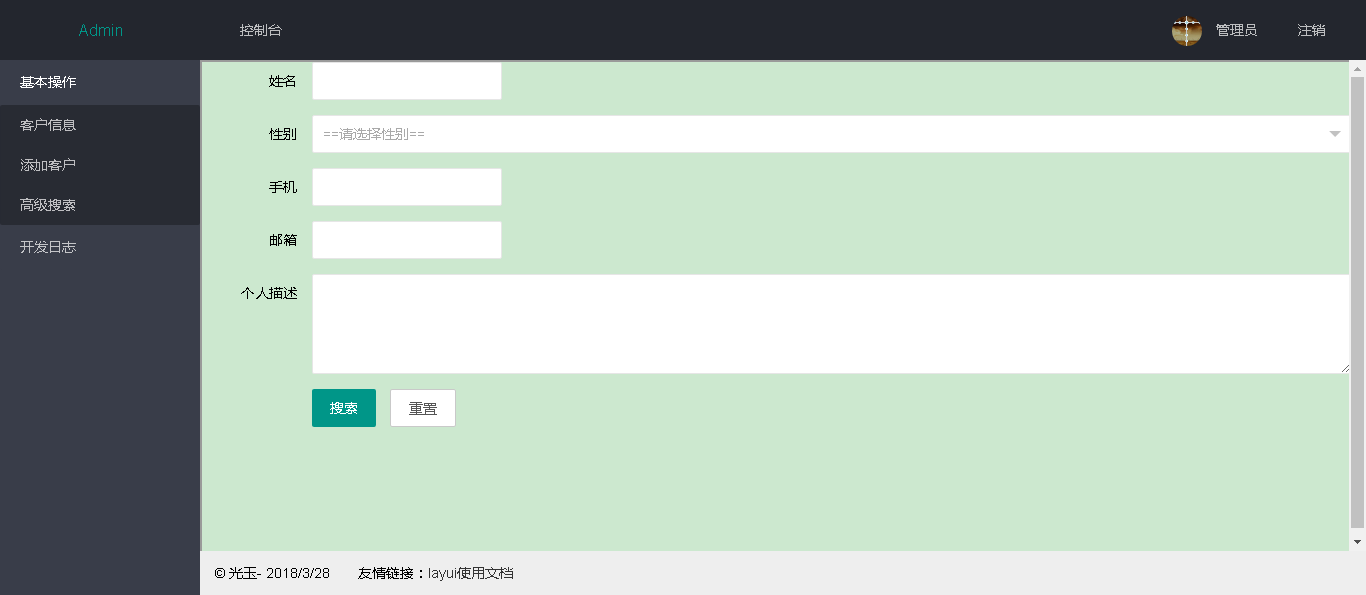 Admin 控制台 管理员 注销
基本操作
客户信息
添加客户
高级搜索
开发日志
姓名
性别 ==请选择性别==
手机
邮箱
个人描述
搜索 重置
© 光玉- 2018/3/28 友情链接：layui使用文档